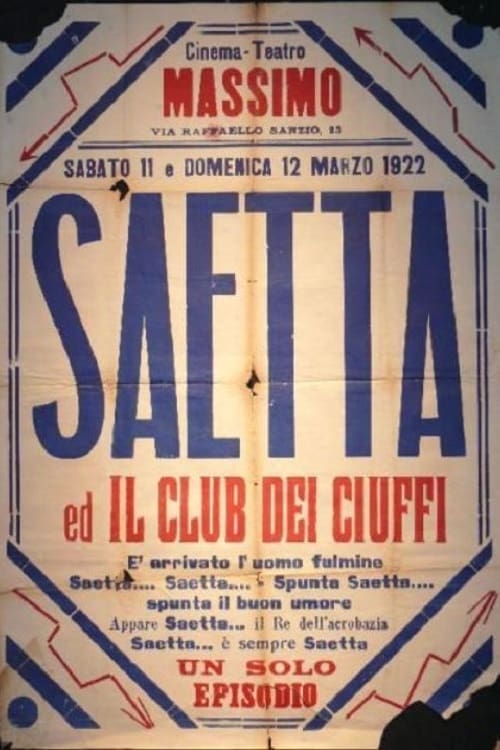 Cinema-Teatro
MASSIMO
VIA RAFFAELLO SANZIO, 13
SABATO 11 e DOMENICA 12 MARZO 1922
SAETTA
ed IL CLUB DEI CIUFFI
E' arrivato l'uomo fulmine
Saetta.... Saetta.... Spunta Saetta....
spunta il buon umore
Appare Saetta... il Re dell'acrobazia
Saetta... è sempre Saetta
UN SOLO
EPISODIO